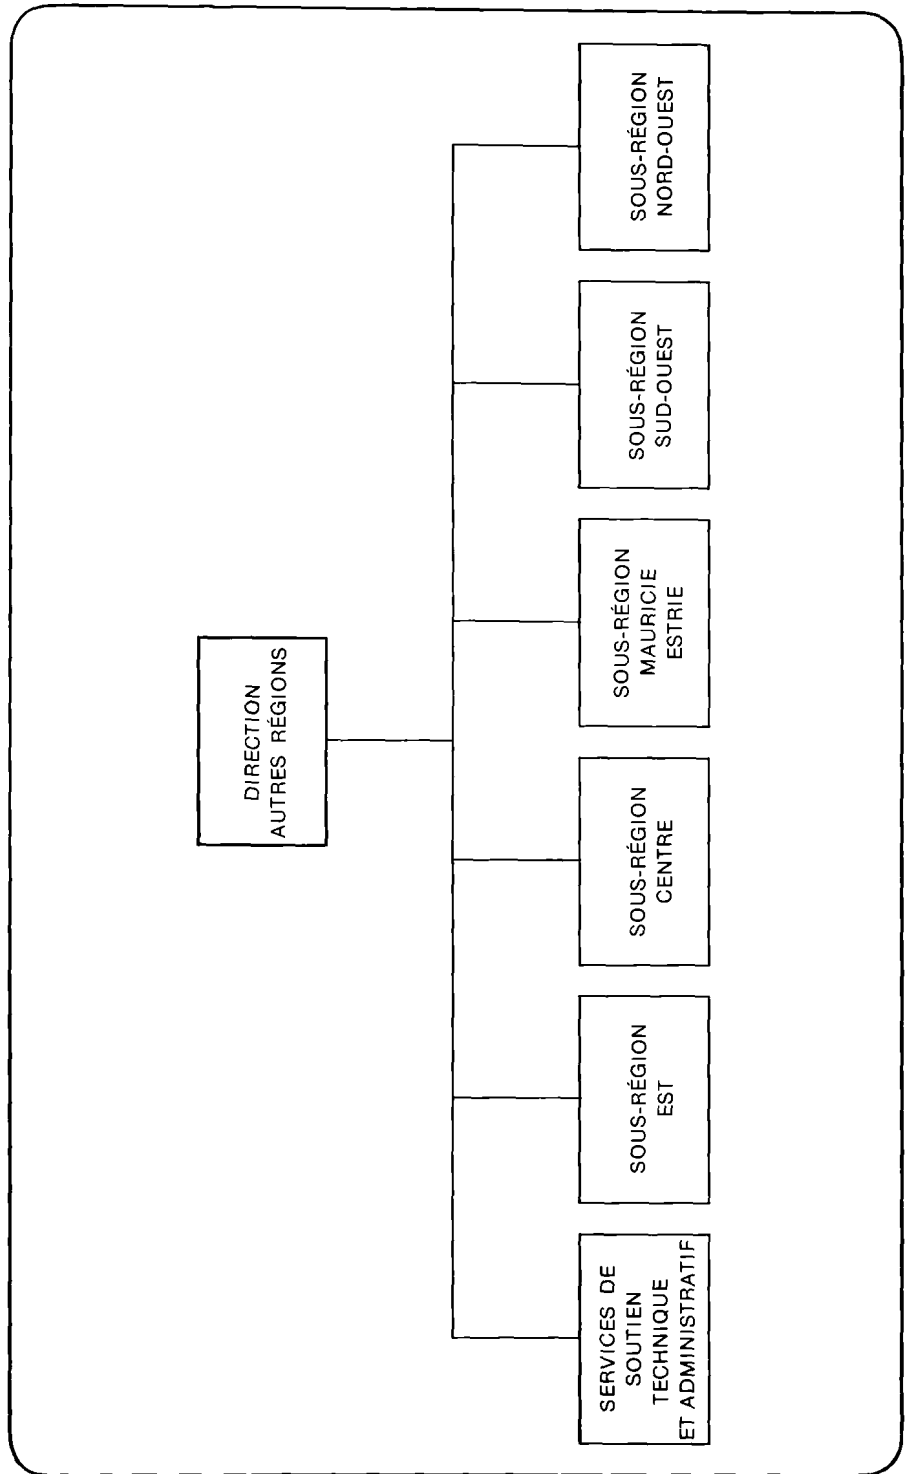 DIRECTION
AUTRES RÉGIONS
SERVICES DE
SOUTIEN
TECHNIQUE
ET ADMINISTRATIF
SOUS-RÉGION
EST
SOUS-RÉGION
CENTRE
SOUS-RÉGION
MAURICIE
ESTRIE
SOUS-RÉGION
SUD-OUEST
SOUS-RÉGION
NORD-OUEST